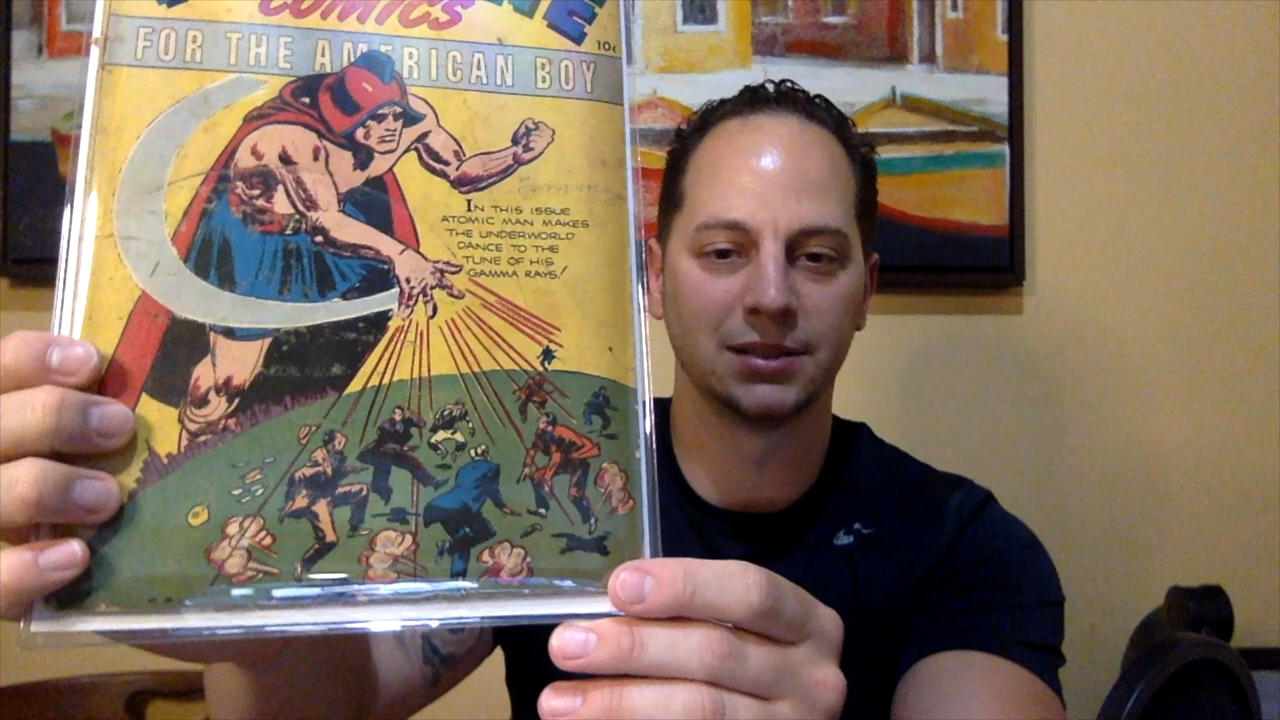 COMICS
10¢
FOR THE AMERICAN BOY
IN THIS ISSUE
ATOMIC MAN MAKES
THE UNDERWORLD
DANCE TO THE
TUNE OF HIS
GAMMA RAYS!